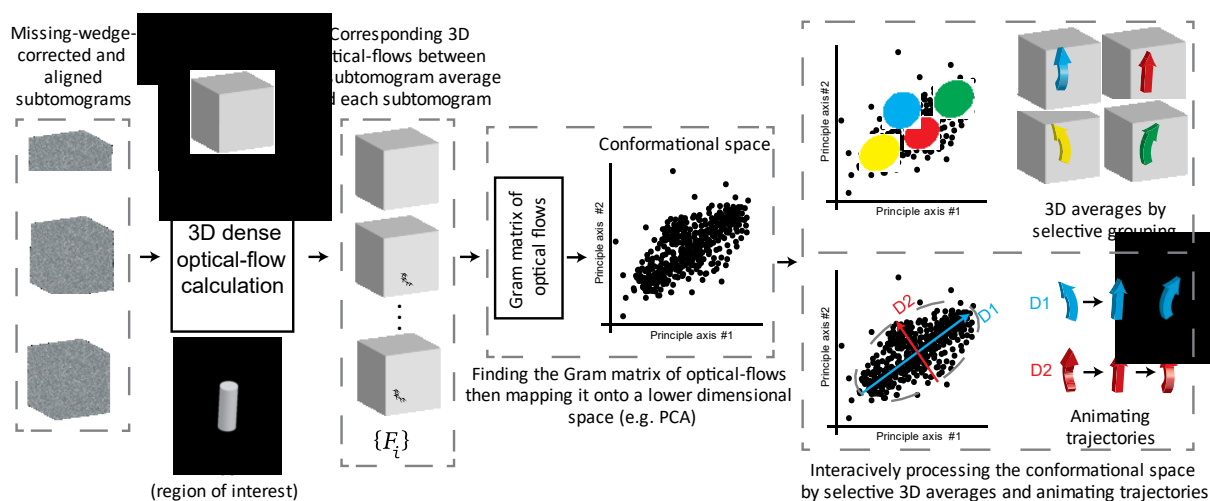 Missing-wedge-
corrected and
aligned
subtomograms
3D dense
optical-flow
calculation
(region of interest)
Corresponding 3D
between
subtomogram average
each subtomogram
{F_i}
Gram matrix of
optical flows
Conformational space
Principle axis #2
Principle axis #1
Finding the Gram matrix of optical-flows
then mapping it onto a lower dimensional
space (e.g. PCA)
Principle axis #2
Principle axis #1
3D averages by
selective grouping
Principle axis #2
D2
D1
Principle axis #1
D1
D2
Animating
trajectories
Interacively processing the conformational space
by selective 3D averages and animating trajectories